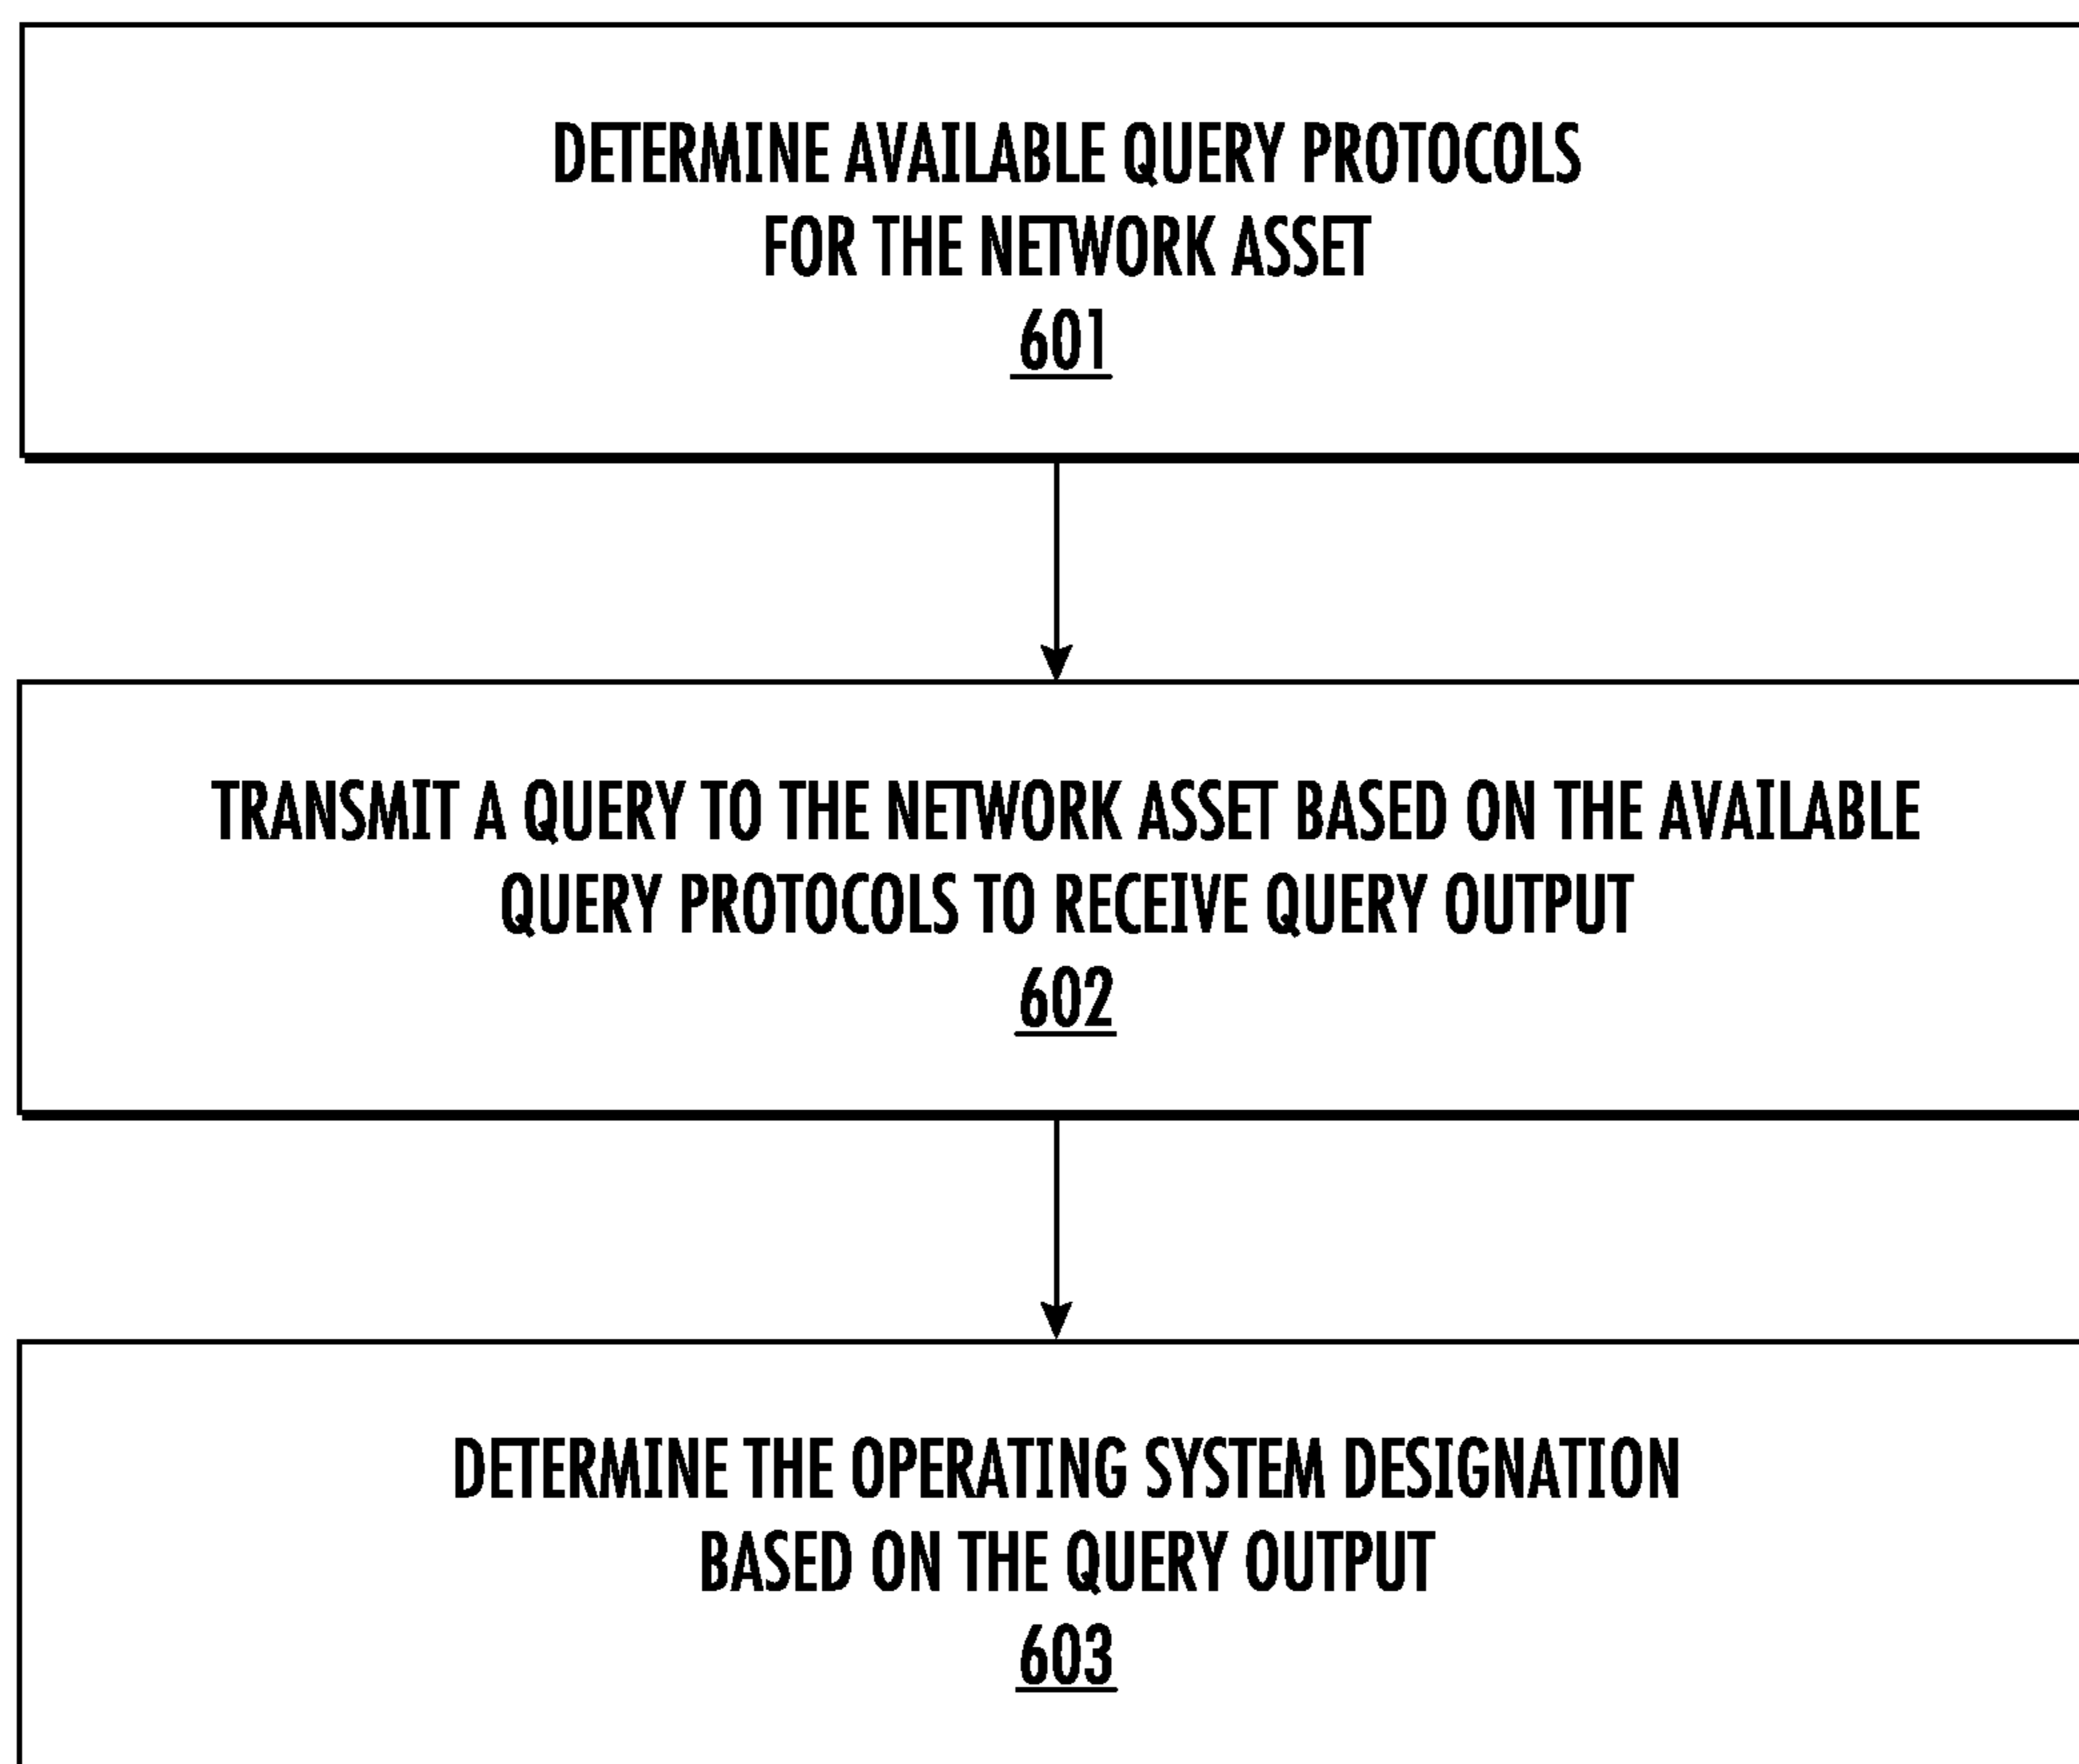 DETERMINE AVAILABLE QUERY PROTOCOLS
FOR THE NETWORK ASSET
601
TRANSMIT A QUERY TO THE NETWORK ASSET BASED ON THE AVAILABLE
QUERY PROTOCOLS TO RECEIVE QUERY OUTPUT
602
DETERMINE THE OPERATING SYSTEM DESIGNATION
BASED ON THE QUERY OUTPUT
603